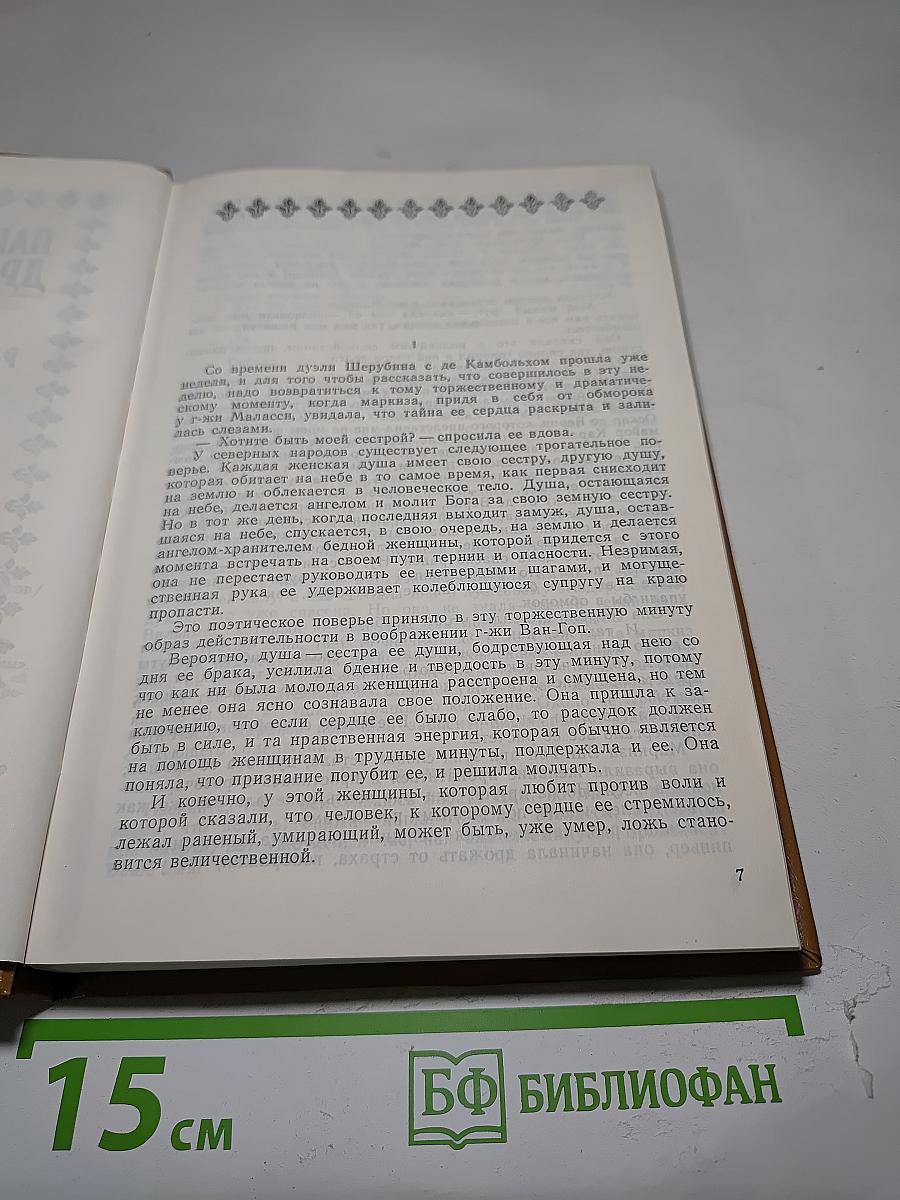 ПАР
ДР
Р
I
Со времени дуэли Шерубина с де Камбольхом прошла уже
неделя, и для того чтобы рассказать, что совершилось в эту не-
делю, надо возвратиться к тому торжественному и драматиче-
скому моменту, когда маркиза, придя в себя от обморока
у г-жи Маласси, увидала, что тайна ее сердца раскрыта и зали-
лась слезами.
— Хотите быть моей сестрой? — спросила ее вдова.
У северных народов существует следующее трогательное по-
верье. Каждая женская душа имеет свою сестру, другую душу,
которая обитает на небе в то самое время, как первая снисходит
на землю и облекается в человеческое тело. Душа, остающаяся
на небе, делается ангелом и молит Бога за свою земную сестру.
Но в тот же день, когда последняя выходит замуж, душа, остав-
шаяся на небе, спускается, в свою очередь, на землю и делается
ангелом-хранителем бедной женщины, которой придется с этого
момента встречать на своем пути тернии и опасности. Незримая,
она не перестает руководить ее нетвердыми шагами, и могуще-
ственная рука ее удерживает колеблющуюся супругу на краю
пропасти.
Это поэтическое поверье приняло в эту торжественную минуту
образ действительности в воображении г-жи Ван-Гоп.
Вероятно, душа — сестра ее души, бодрствующая над нею со
дня ее брака, усилила бдение и твердость в эту минуту, потому
что как ни была молодая женщина расстроена и смущена, но тем
не менее она ясно сознавала свое положение. Она пришла к за-
ключению, что если сердце ее было слабо, то рассудок должен
быть в силе, и та нравственная энергия, которая обычно является
на помощь женщинам в трудные минуты, поддержала и ее. Она
поняла, что признание погубит ее, и решила молчать.
И конечно, у этой женщины, которая любит против воли и
которой сказали, что человек, к которому сердце ее стремилось,
лежал раненый, умирающий, может быть, уже умер, ложь стано-
вится величественной.
7
15 см
БФ БИБЛИОФАН